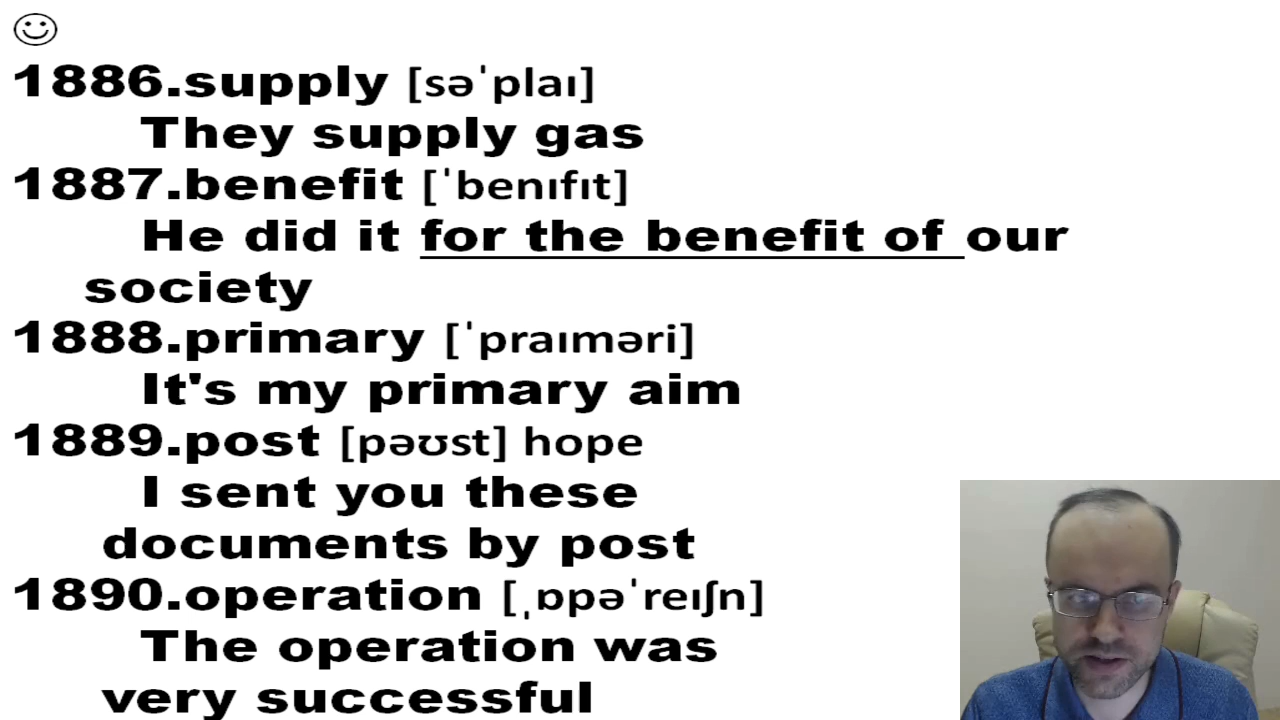 1886.supply [səˈplaɪ]
They supply gas
1887.benefit [ˈbenɪfɪt]
He did it for the benefit of our
society
1888.primary [ˈpraɪməri]
It's my primary aim
1889.post [pəʊst] hope
I sent you these
documents by post
1890.operation [ˌɒpəˈreɪʃn]
The operation was
very successful